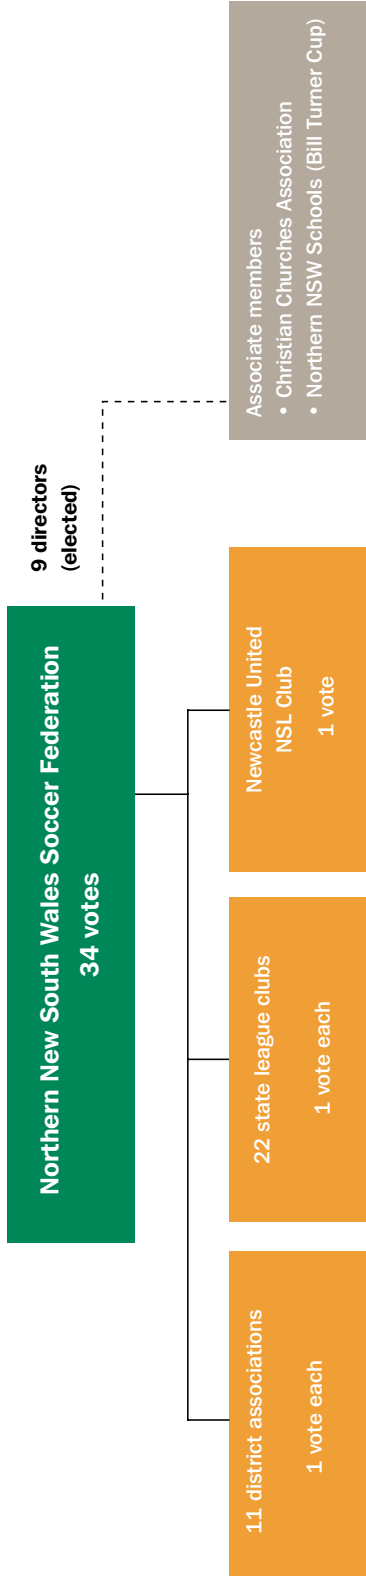 Northern New South Wales Soccer Federation
34 votes
9 directors
(elected)
11 district associations
1 vote each
22 state league clubs
1 vote each
Newcastle United
NSL Club
1 vote
Associate members
• Christian Churches Association
• Northern NSW Schools (Bill Turner Cup)